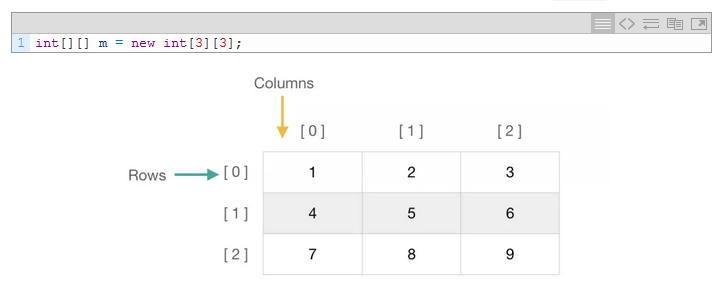 1 int[][] m = new int[3][3];
Columns
[0] [1] [2]
Rows [0] 1 2 3
[1] 4 5 6
[2] 7 8 9